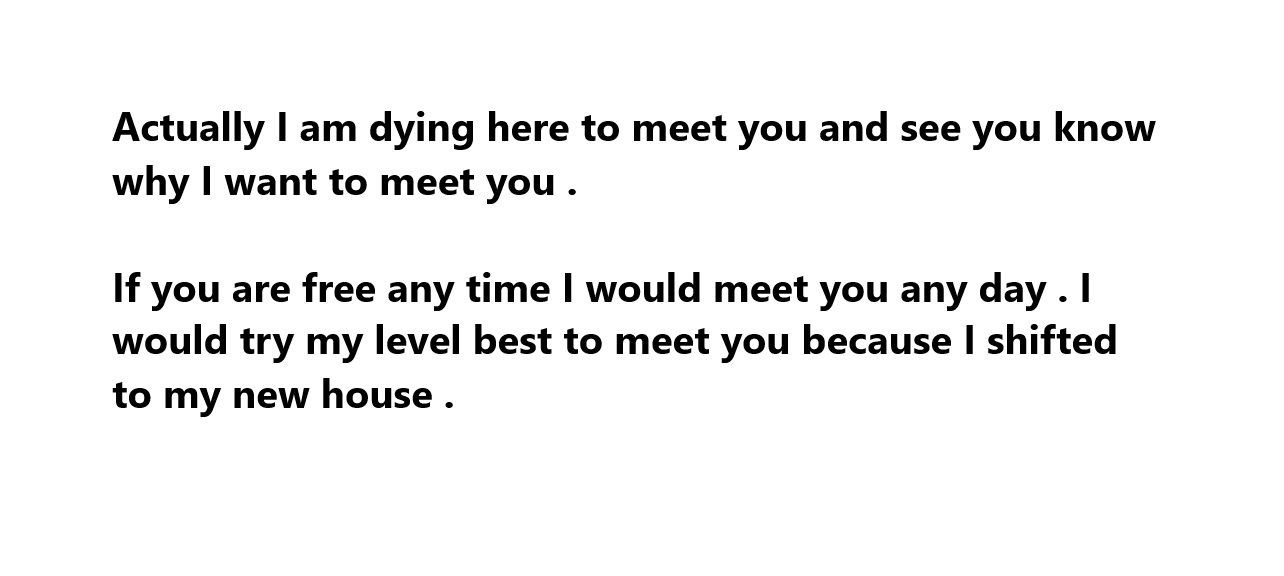 Actually I am dying here to meet you and see you know
why I want to meet you .
If you are free any time I would meet you any day . I
would try my level best to meet you because I shifted
to my new house .